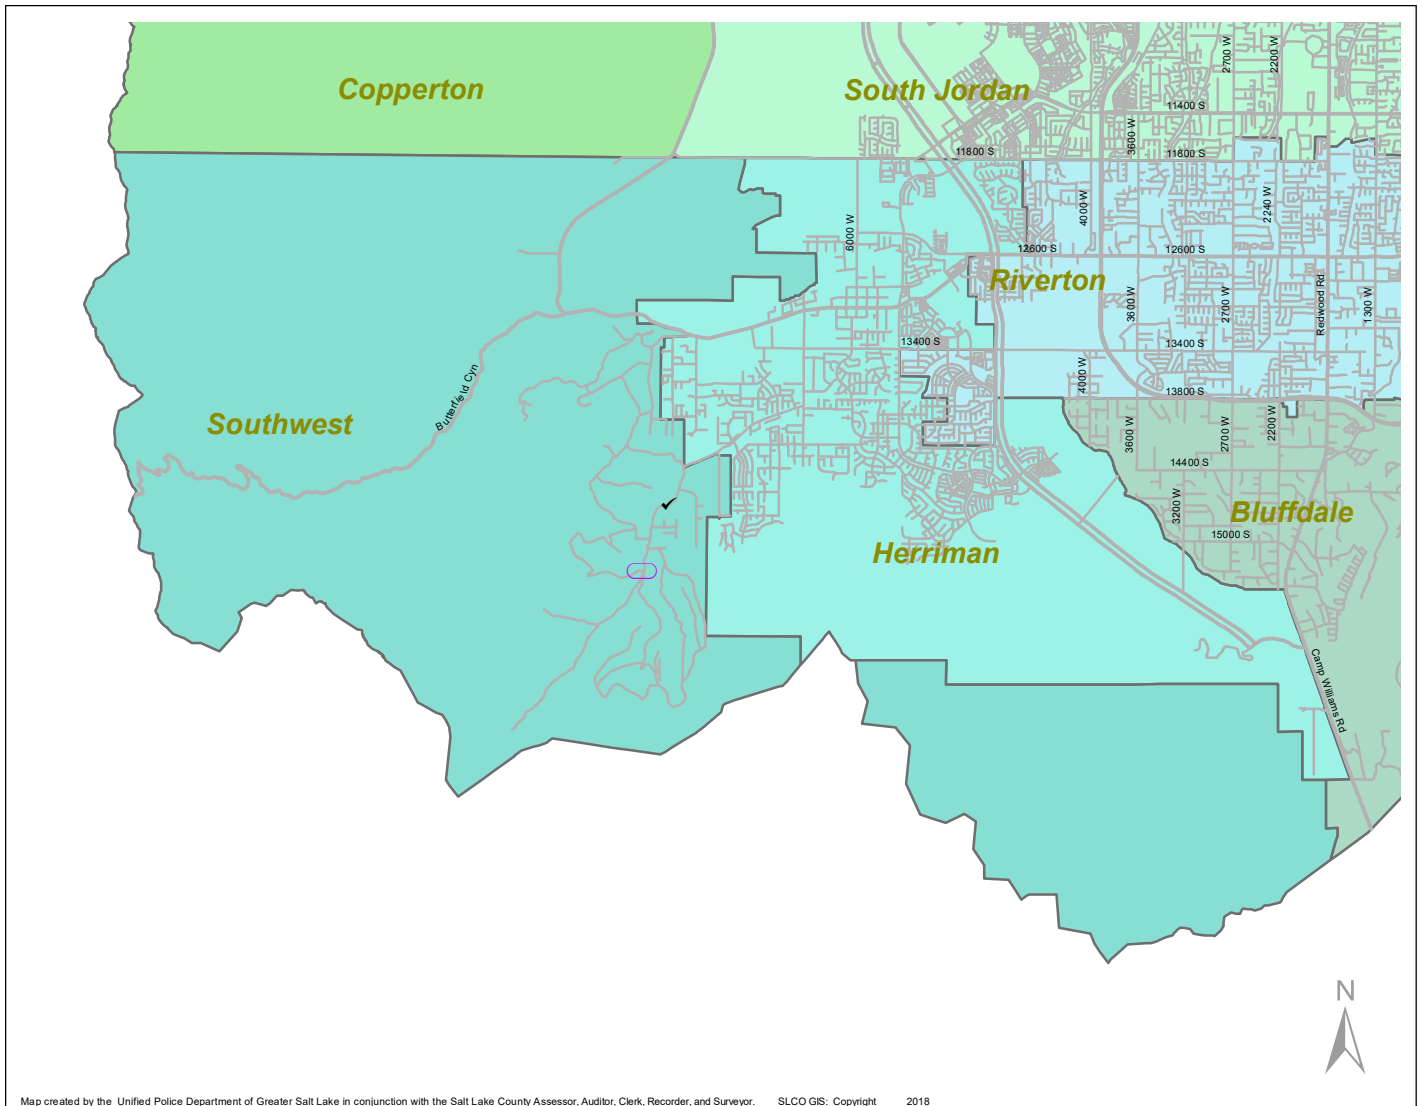 Copperton
South Jordan
2700 W
2200 W
11400 S
3600 W
11800 S
11800 S
4000 W
2240 W
6000 W
12600 S
12600 S
Riverton
3600 W
2700 W
Redwood Rd
1300 W
13400 S
13400 S
4000 W
13800 S
Butterfield Cyn
Southwest
3600 W
2700 W
2200 W
14400 S
3200 W
Bluffdale
15000 S
Herriman
Camp Williams Rd
N
Map created by the Unified Police Department of Greater Salt Lake in conjunction with the Salt Lake County Assessor, Auditor, Clerk, Recorder, and Surveyor. SLCO GIS: Copyright 2018